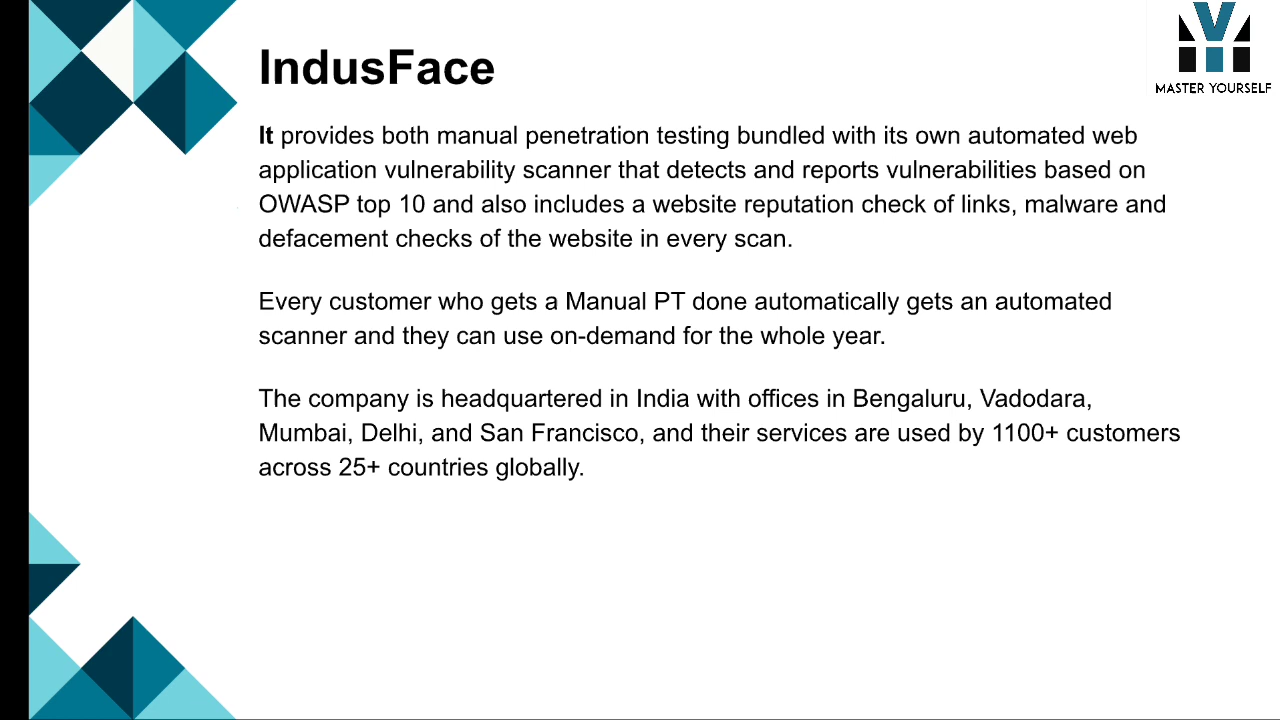 IndusFace
MASTER YOURSELF
It provides both manual penetration testing bundled with its own automated web
application vulnerability scanner that detects and reports vulnerabilities based on
OWASP top 10 and also includes a website reputation check of links, malware and
defacement checks of the website in every scan.
Every customer who gets a Manual PT done automatically gets an automated
scanner and they can use on-demand for the whole year.
The company is headquartered in India with offices in Bengaluru, Vadodara,
Mumbai, Delhi, and San Francisco, and their services are used by 1100+ customers
across 25+ countries globally.